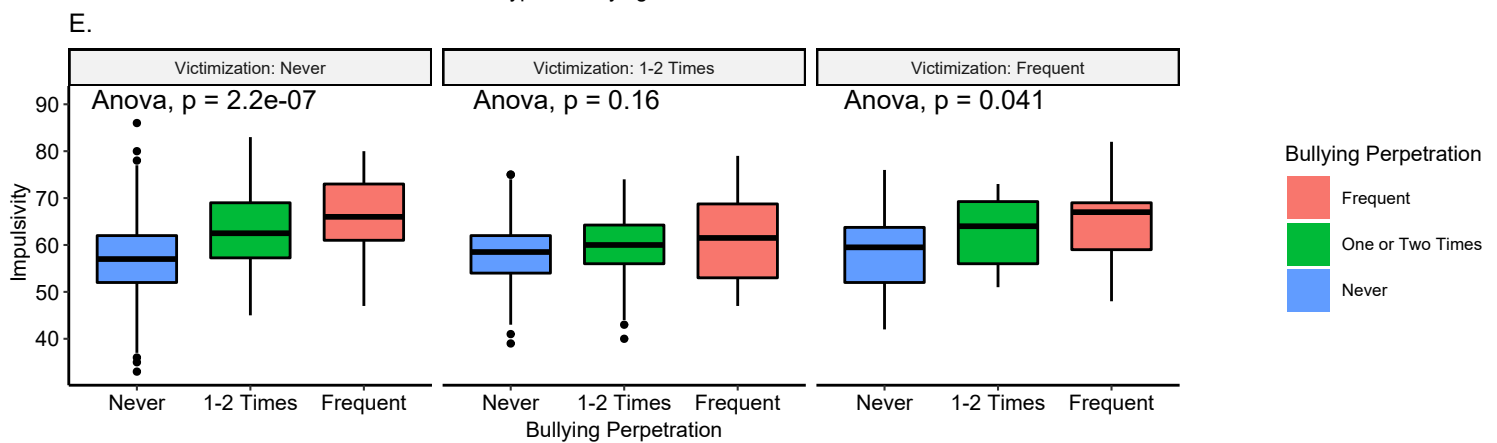 E.
Victimization: Never
Victimization: 1-2 Times
Victimization: Frequent
Anova, p = 2.2e-07
Anova, p = 0.16
Anova, p = 0.041
Impulsivity
90
80
70
60
50
40
Never 1-2 Times Frequent
Never 1-2 Times Frequent
Never 1-2 Times Frequent
Bullying Perpetration
Bullying Perpetration
Frequent
One or Two Times
Never